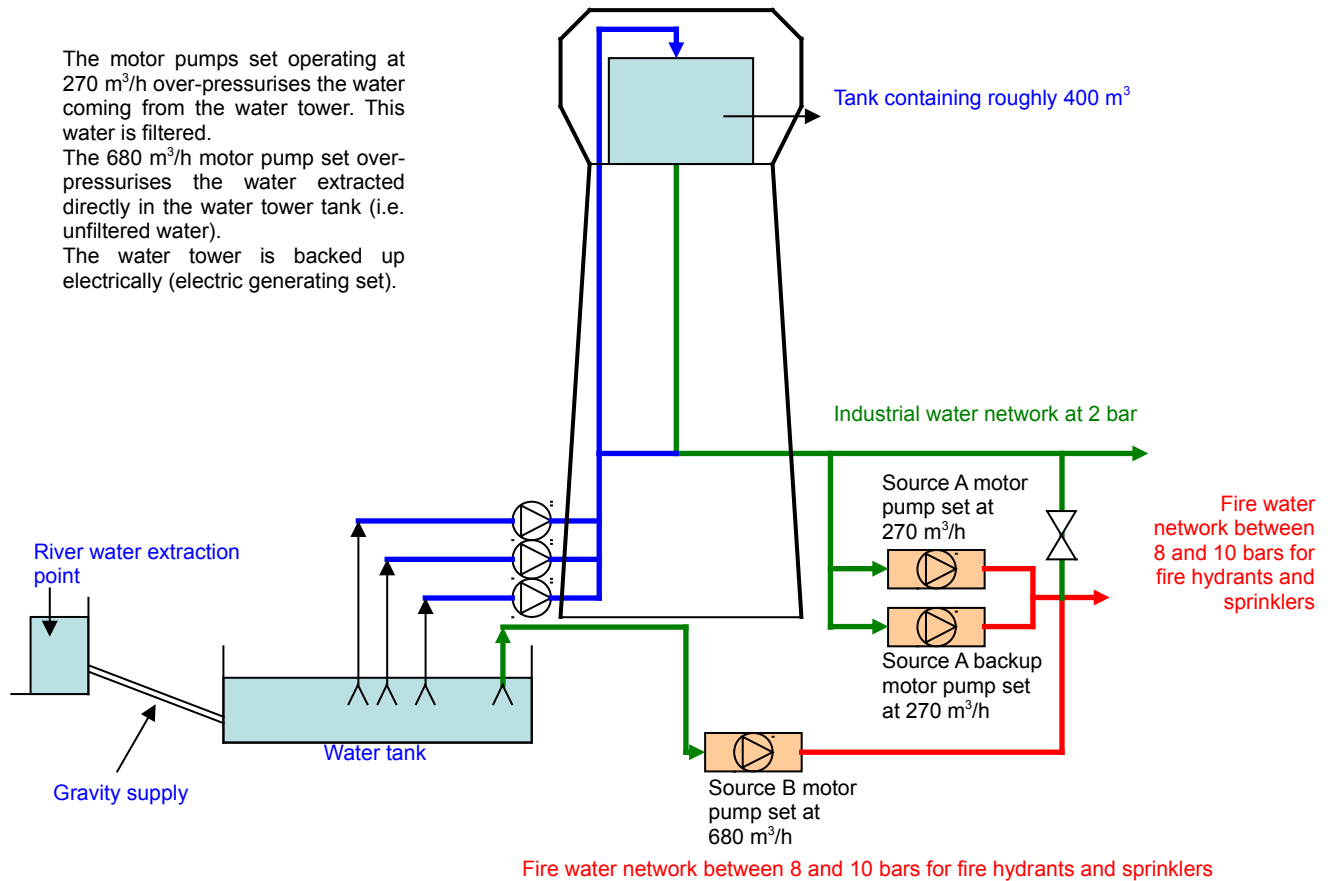 The motor pumps set operating at
270 m³/h over-pressurises the water
coming from the water tower. This
water is filtered.
The 680 m³/h motor pump set over-
pressurises the water extracted
directly in the water tower tank (i.e.
unfiltered water).
The water tower is backed up
electrically (electric generating set).
Tank containing roughly 400 m³
Industrial water network at 2 bar
Source A motor
pump set at
270 m³/h
Fire water
network between
8 and 10 bars for
fire hydrants and
sprinklers
River water extraction
point
Source A backup
motor pump set
at 270 m³/h
Water tank
Gravity supply
Source B motor
pump set at
680 m³/h
Fire water network between 8 and 10 bars for fire hydrants and sprinklers